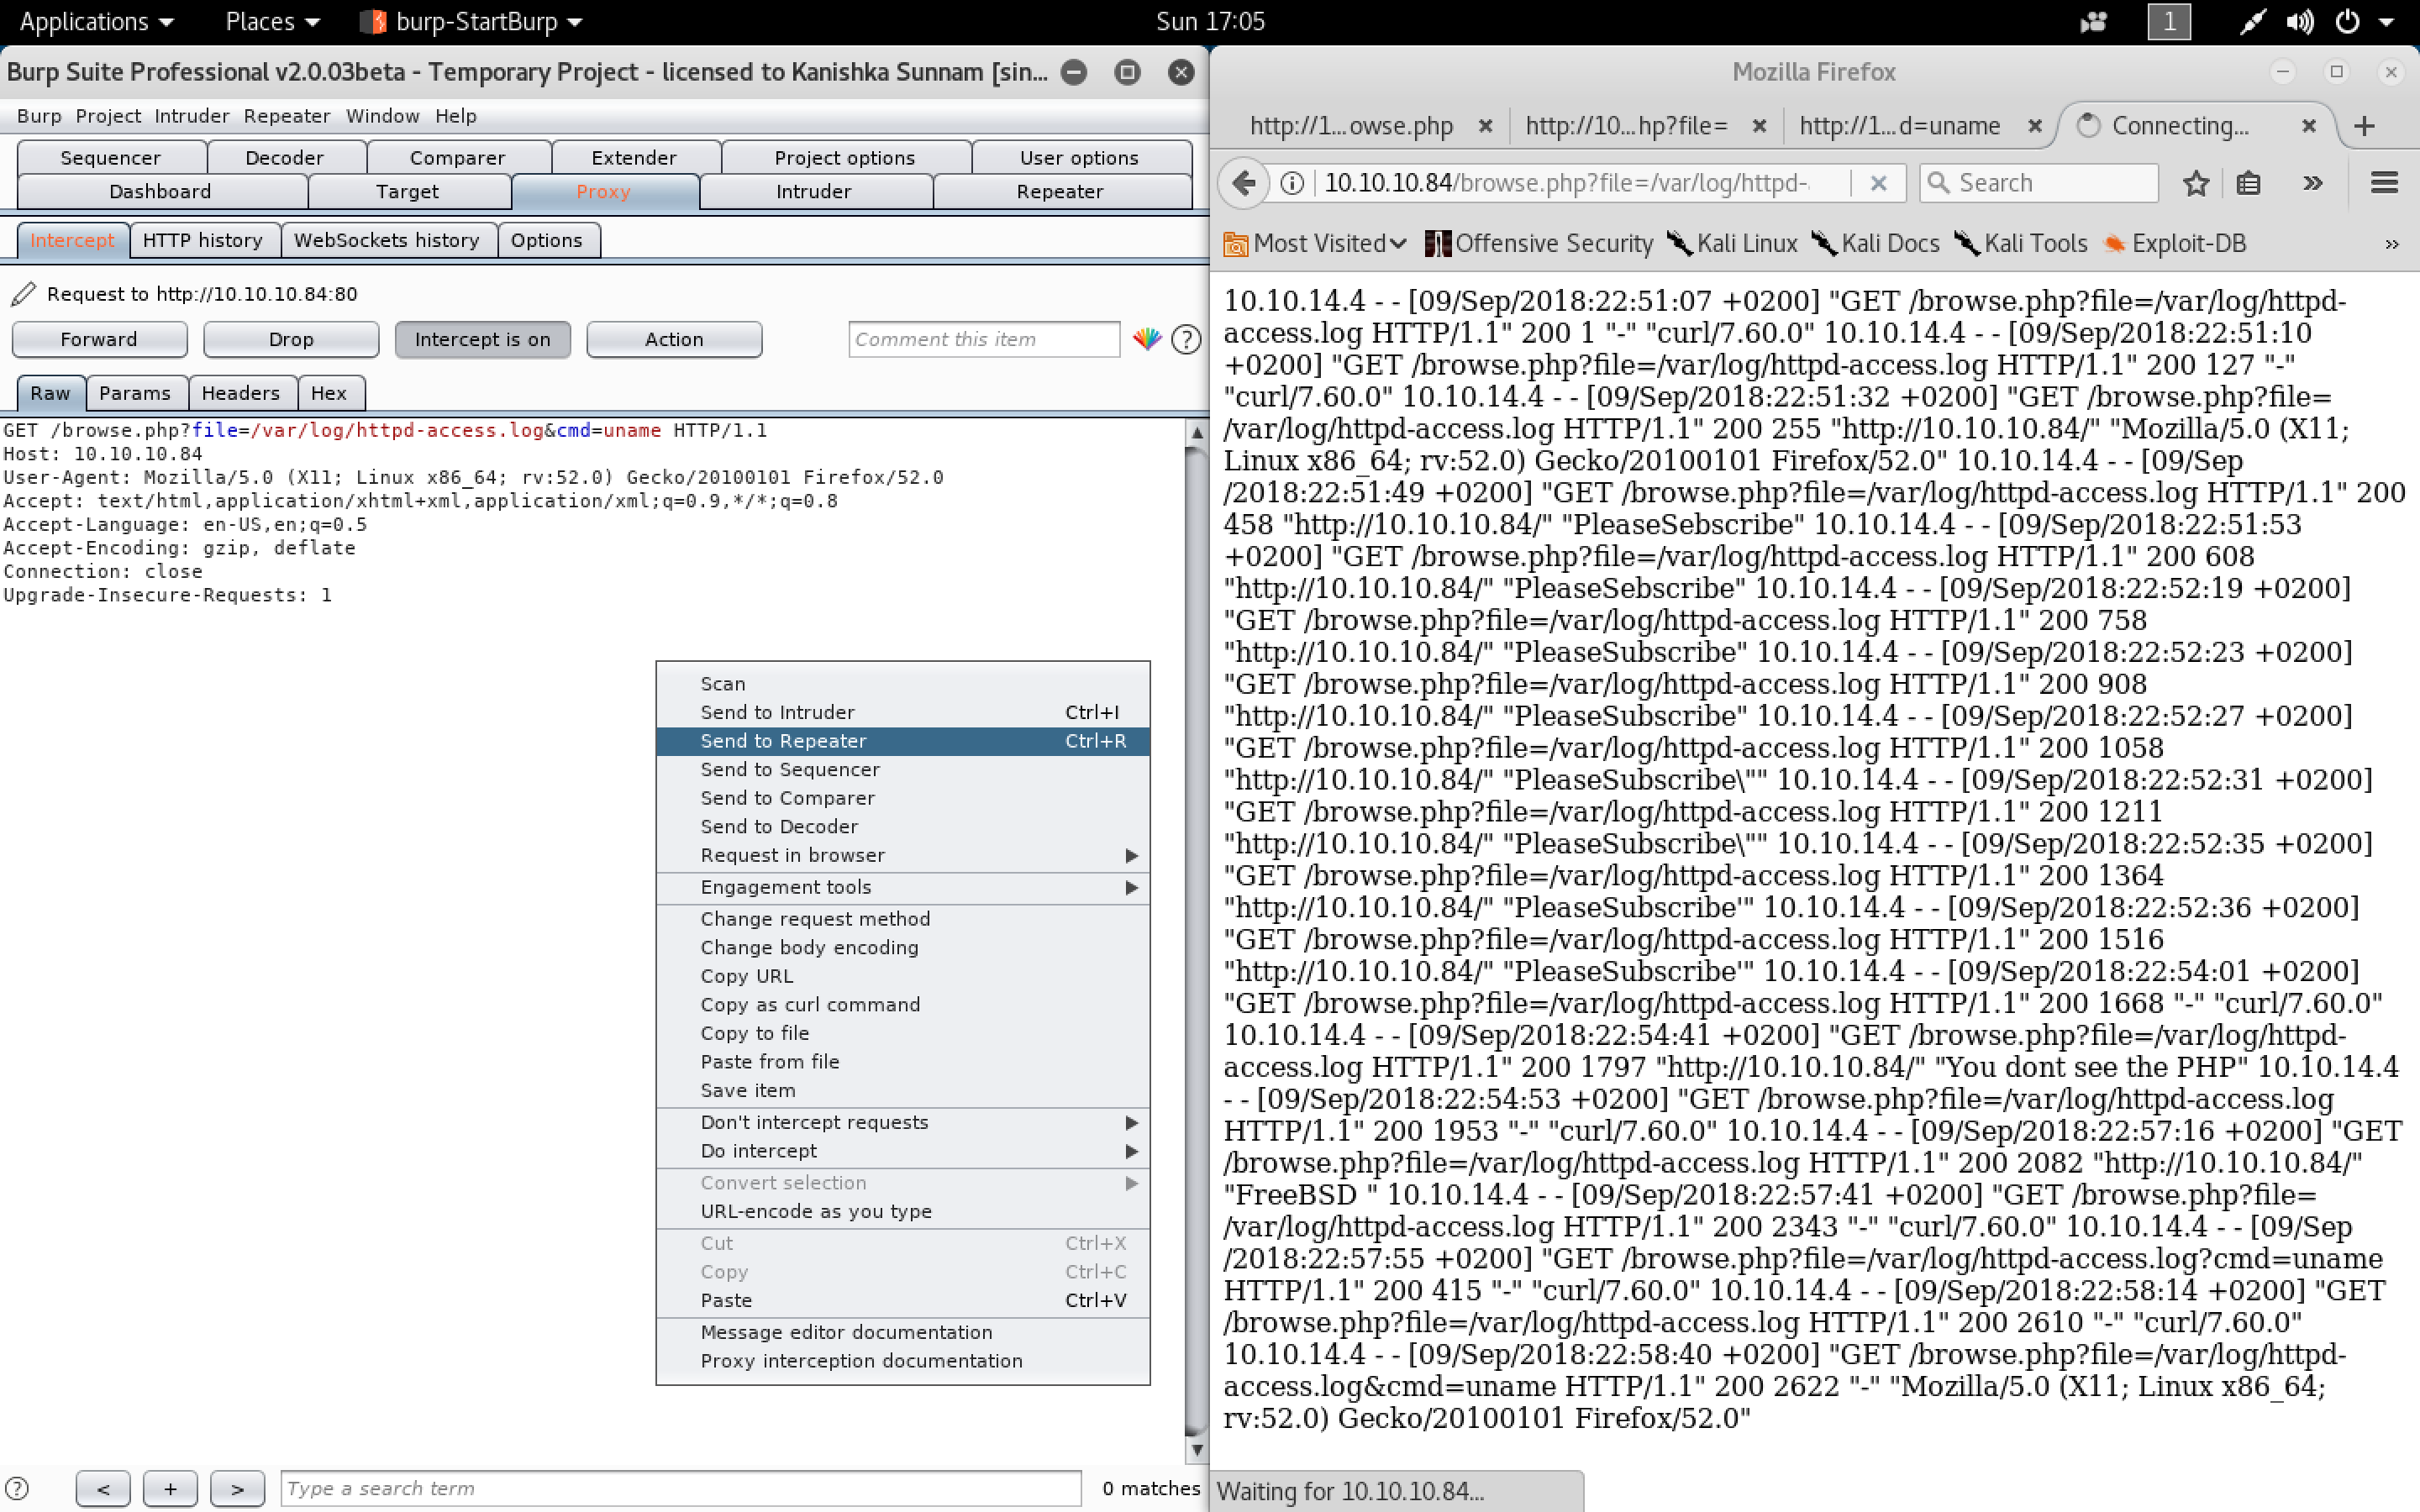 Applications
Places
burp-StartBurp
Sun 17:05
1
Burp Suite Professional v2.0.03beta - Temporary Project - licensed to Kanishka Sunnam [sin...
Burp Project Intruder Repeater Window Help
Sequencer Decoder Comparer Extender Project options User options
Dashboard Target Proxy Intruder Repeater
Intercept HTTP history WebSockets history Options
Request to http://10.10.10.84:80
Forward Drop Intercept is on Action Comment this item ?
Raw Params Headers Hex
GET /browse.php?file=/var/log/httpd-access.log&cmd=uname HTTP/1.1
Host: 10.10.10.84
User-Agent: Mozilla/5.0 (X11; Linux x86_64; rv:52.0) Gecko/20100101 Firefox/52.0
Accept: text/html,application/xhtml+xml,application/xml;q=0.9,*/*;q=0.8
Accept-Language: en-US,en;q=0.5
Accept-Encoding: gzip, deflate
Connection: close
Upgrade-Insecure-Requests: 1
Scan
Send to Intruder Ctrl+I
Send to Repeater Ctrl+R
Send to Sequencer
Send to Comparer
Send to Decoder
Request in browser
Engagement tools
Change request method
Change body encoding
Copy URL
Copy as curl command
Copy to file
Paste from file
Save item
Don't intercept requests
Do intercept
Convert selection
URL-encode as you type
Cut Ctrl+X
Copy Ctrl+C
Paste Ctrl+V
Message editor documentation
Proxy interception documentation
? < + > Type a search term 0 matches
Mozilla Firefox
http://1...owse.php http://10...hp?file= http://1...d=uname Connecting...
10.10.10.84/browse.php?file=/var/log/httpd- Search
Most Visited Offensive Security Kali Linux Kali Docs Kali Tools Exploit-DB »
10.10.14.4 - - [09/Sep/2018:22:51:07 +0200] "GET /browse.php?file=/var/log/httpd-
access.log HTTP/1.1" 200 1 "-" "curl/7.60.0" 10.10.14.4 - - [09/Sep/2018:22:51:10
+0200] "GET /browse.php?file=/var/log/httpd-access.log HTTP/1.1" 200 127 "-"
"curl/7.60.0" 10.10.14.4 - - [09/Sep/2018:22:51:32 +0200] "GET /browse.php?file=
/var/log/httpd-access.log HTTP/1.1" 200 255 "http://10.10.10.84/" "Mozilla/5.0 (X11;
Linux x86_64; rv:52.0) Gecko/20100101 Firefox/52.0" 10.10.14.4 - - [09/Sep
/2018:22:51:49 +0200] "GET /browse.php?file=/var/log/httpd-access.log HTTP/1.1" 200
458 "http://10.10.10.84/" "PleaseSebscribe" 10.10.14.4 - - [09/Sep/2018:22:51:53
+0200] "GET /browse.php?file=/var/log/httpd-access.log HTTP/1.1" 200 608
"http://10.10.10.84/" "PleaseSebscribe" 10.10.14.4 - - [09/Sep/2018:22:52:19 +0200]
"GET /browse.php?file=/var/log/httpd-access.log HTTP/1.1" 200 758
"http://10.10.10.84/" "PleaseSubscribe" 10.10.14.4 - - [09/Sep/2018:22:52:23 +0200]
"GET /browse.php?file=/var/log/httpd-access.log HTTP/1.1" 200 908
"http://10.10.10.84/" "PleaseSubscribe" 10.10.14.4 - - [09/Sep/2018:22:52:27 +0200]
"GET /browse.php?file=/var/log/httpd-access.log HTTP/1.1" 200 1058
"http://10.10.10.84/" "PleaseSubscribe\"" 10.10.14.4 - - [09/Sep/2018:22:52:31 +0200]
"GET /browse.php?file=/var/log/httpd-access.log HTTP/1.1" 200 1211
"http://10.10.10.84/" "PleaseSubscribe\"" 10.10.14.4 - - [09/Sep/2018:22:52:35 +0200]
"GET /browse.php?file=/var/log/httpd-access.log HTTP/1.1" 200 1364
"http://10.10.10.84/" "PleaseSubscribe'" 10.10.14.4 - - [09/Sep/2018:22:52:36 +0200]
"GET /browse.php?file=/var/log/httpd-access.log HTTP/1.1" 200 1516
"http://10.10.10.84/" "PleaseSubscribe'" 10.10.14.4 - - [09/Sep/2018:22:54:01 +0200]
"GET /browse.php?file=/var/log/httpd-access.log HTTP/1.1" 200 1668 "-" "curl/7.60.0"
10.10.14.4 - - [09/Sep/2018:22:54:41 +0200] "GET /browse.php?file=/var/log/httpd-
access.log HTTP/1.1" 200 1797 "http://10.10.10.84/" "You dont see the PHP" 10.10.14.4
- - [09/Sep/2018:22:54:53 +0200] "GET /browse.php?file=/var/log/httpd-access.log
HTTP/1.1" 200 1953 "-" "curl/7.60.0" 10.10.14.4 - - [09/Sep/2018:22:57:16 +0200] "GET
/browse.php?file=/var/log/httpd-access.log HTTP/1.1" 200 2082 "http://10.10.10.84/"
"FreeBSD " 10.10.14.4 - - [09/Sep/2018:22:57:41 +0200] "GET /browse.php?file=
/var/log/httpd-access.log HTTP/1.1" 200 2343 "-" "curl/7.60.0" 10.10.14.4 - - [09/Sep
/2018:22:57:55 +0200] "GET /browse.php?file=/var/log/httpd-access.log?cmd=uname
HTTP/1.1" 200 415 "-" "curl/7.60.0" 10.10.14.4 - - [09/Sep/2018:22:58:14 +0200] "GET
/browse.php?file=/var/log/httpd-access.log HTTP/1.1" 200 2610 "-" "curl/7.60.0"
10.10.14.4 - - [09/Sep/2018:22:58:40 +0200] "GET /browse.php?file=/var/log/httpd-
access.log&cmd=uname HTTP/1.1" 200 2622 "-" "Mozilla/5.0 (X11; Linux x86_64;
rv:52.0) Gecko/20100101 Firefox/52.0"
Waiting for 10.10.10.84...